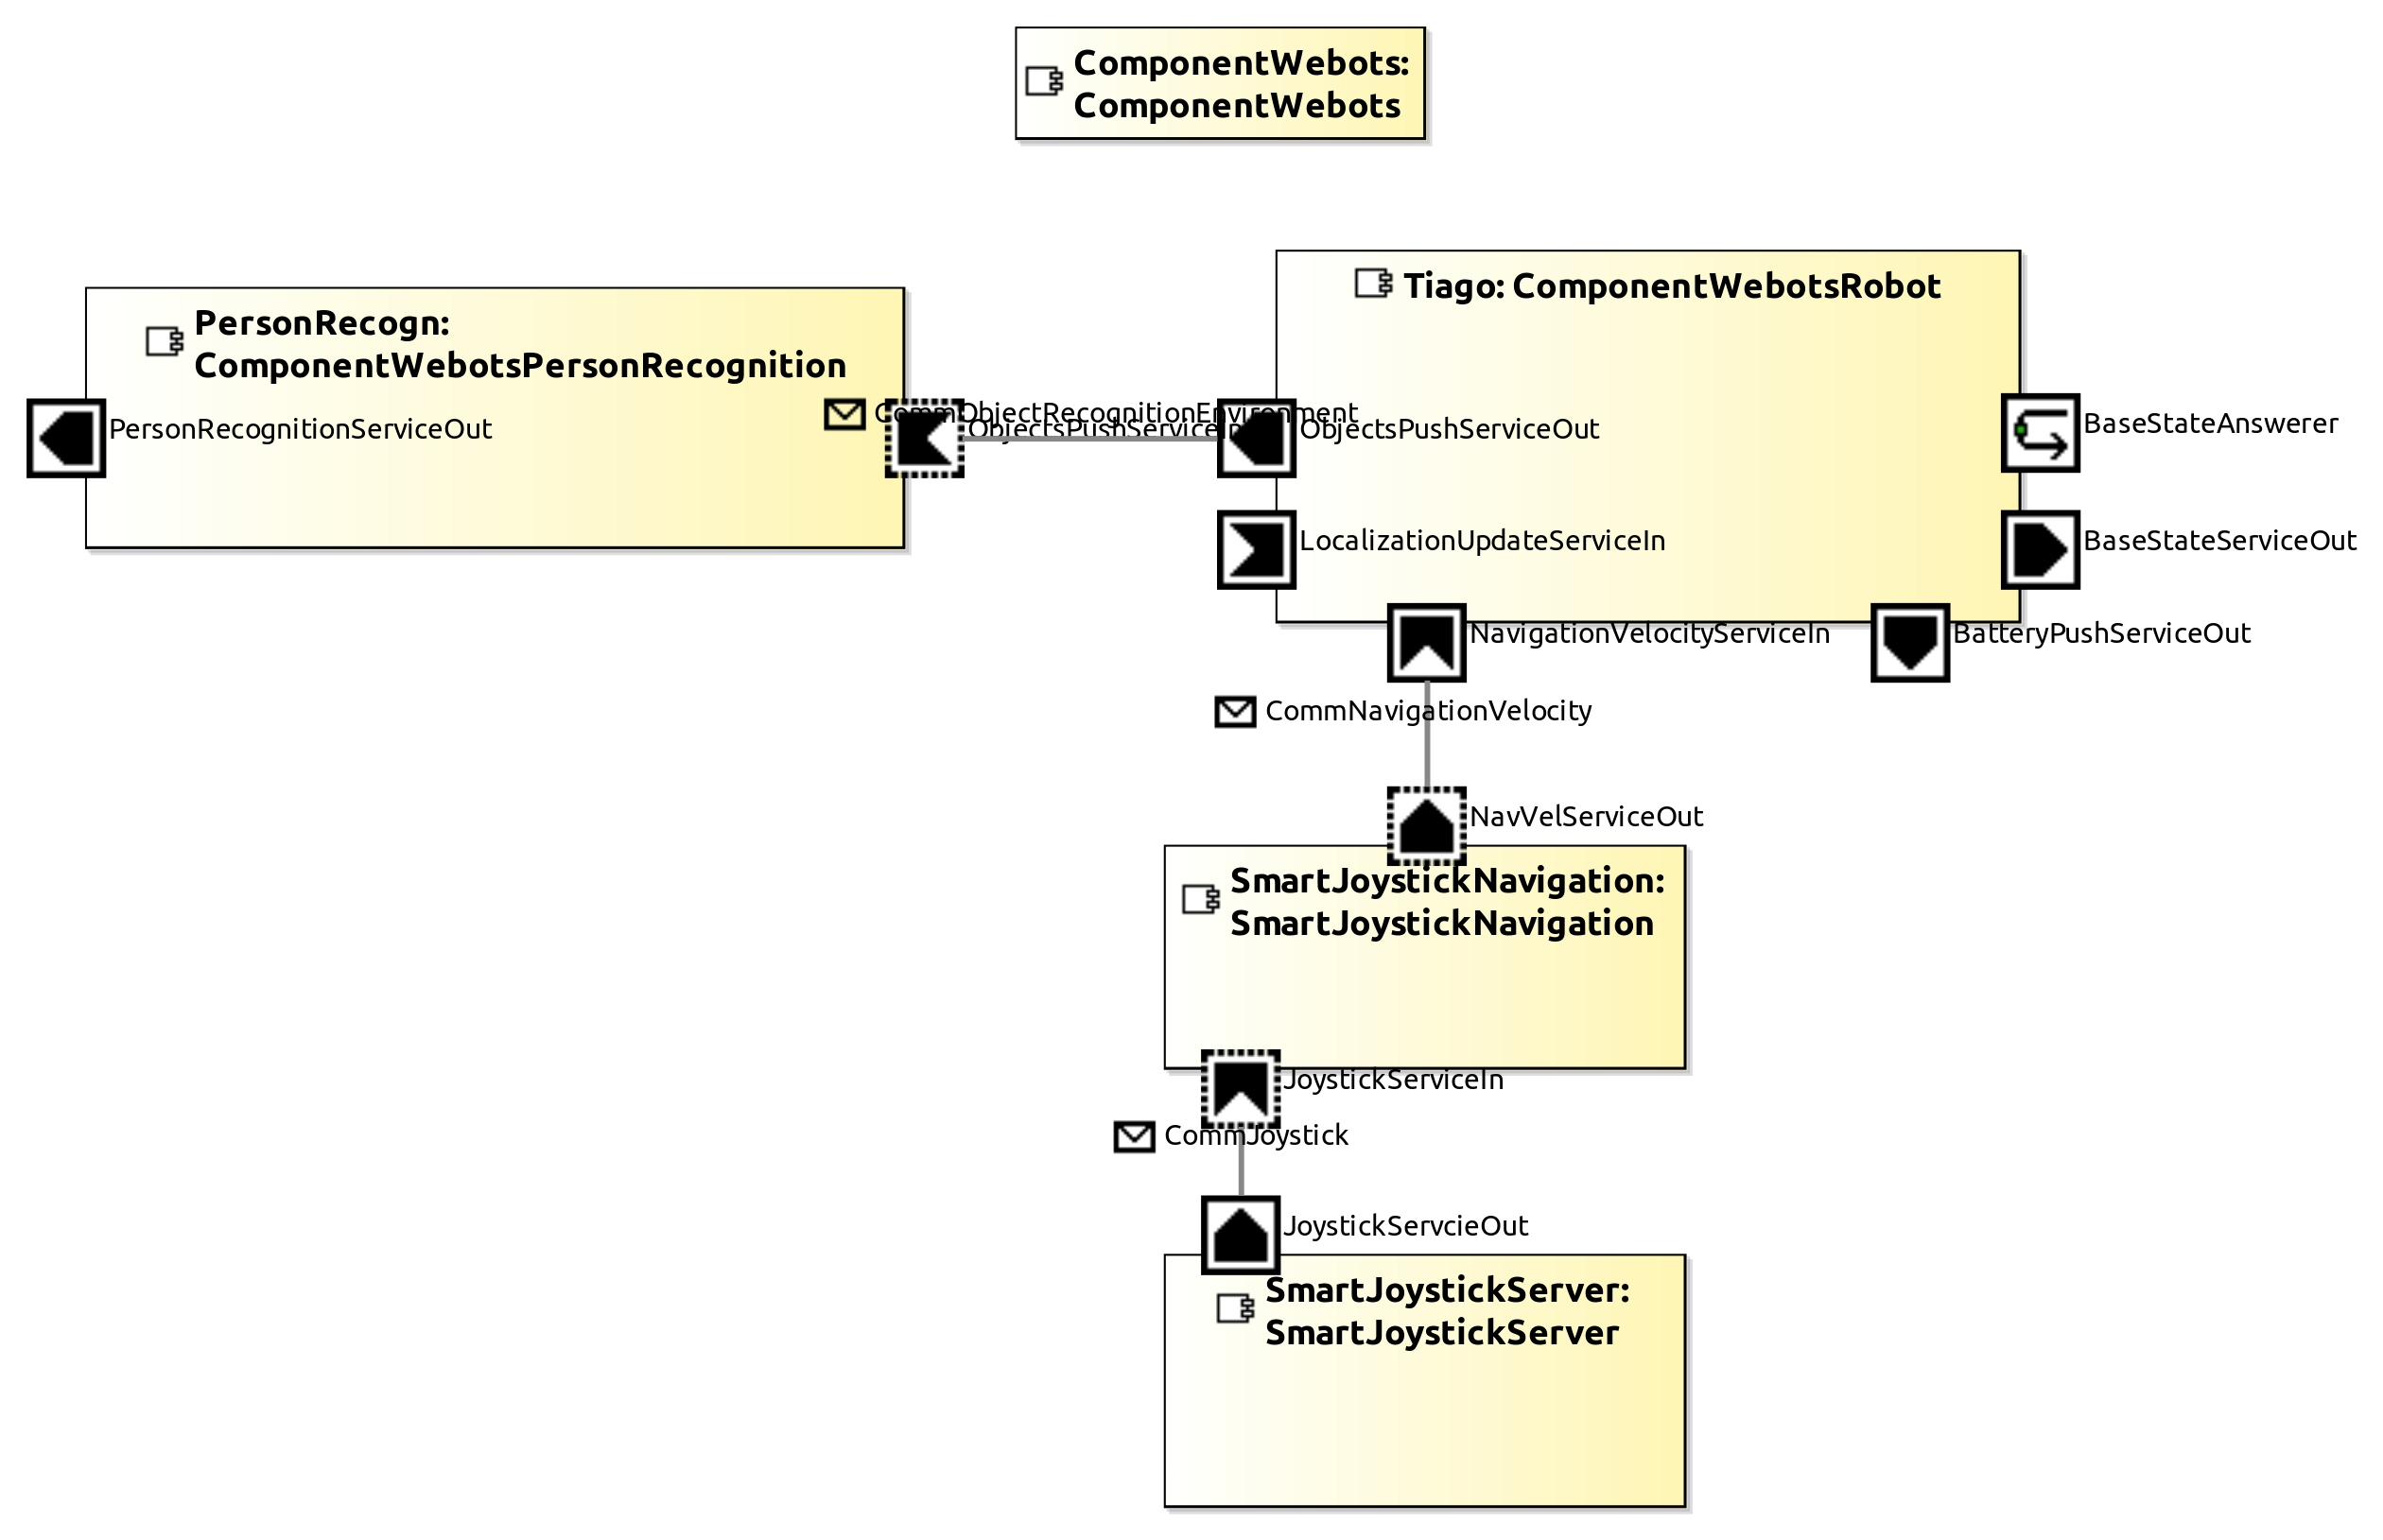 ComponentWebots:
ComponentWebots
Tiago: ComponentWebotsRobot
PersonRecogn:
ComponentWebotsPersonRecognition
PersonRecognitionServiceOut
CommObjectRecognitionEnvironment
ObjectsPushServiceIn
ObjectsPushServiceOut
BaseStateAnswerer
LocalizationUpdateServiceIn
BaseStateServiceOut
NavigationVelocityServiceIn
BatteryPushServiceOut
CommNavigationVelocity
NavVelServiceOut
SmartJoystickNavigation:
SmartJoystickNavigation
JoystickServiceIn
CommJoystick
JoystickServcieOut
SmartJoystickServer:
SmartJoystickServer